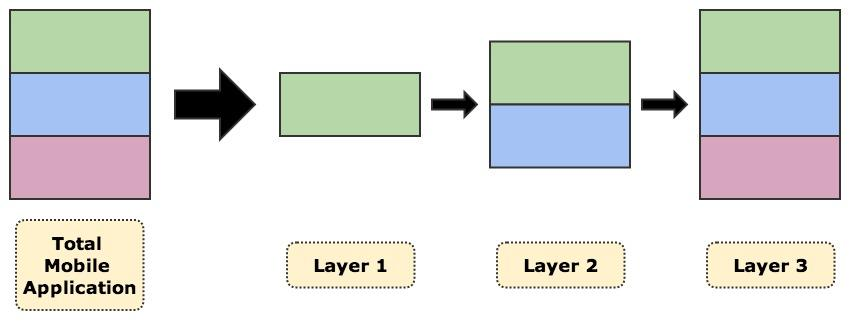 Total
Mobile
Application
Layer 1
Layer 2
Layer 3